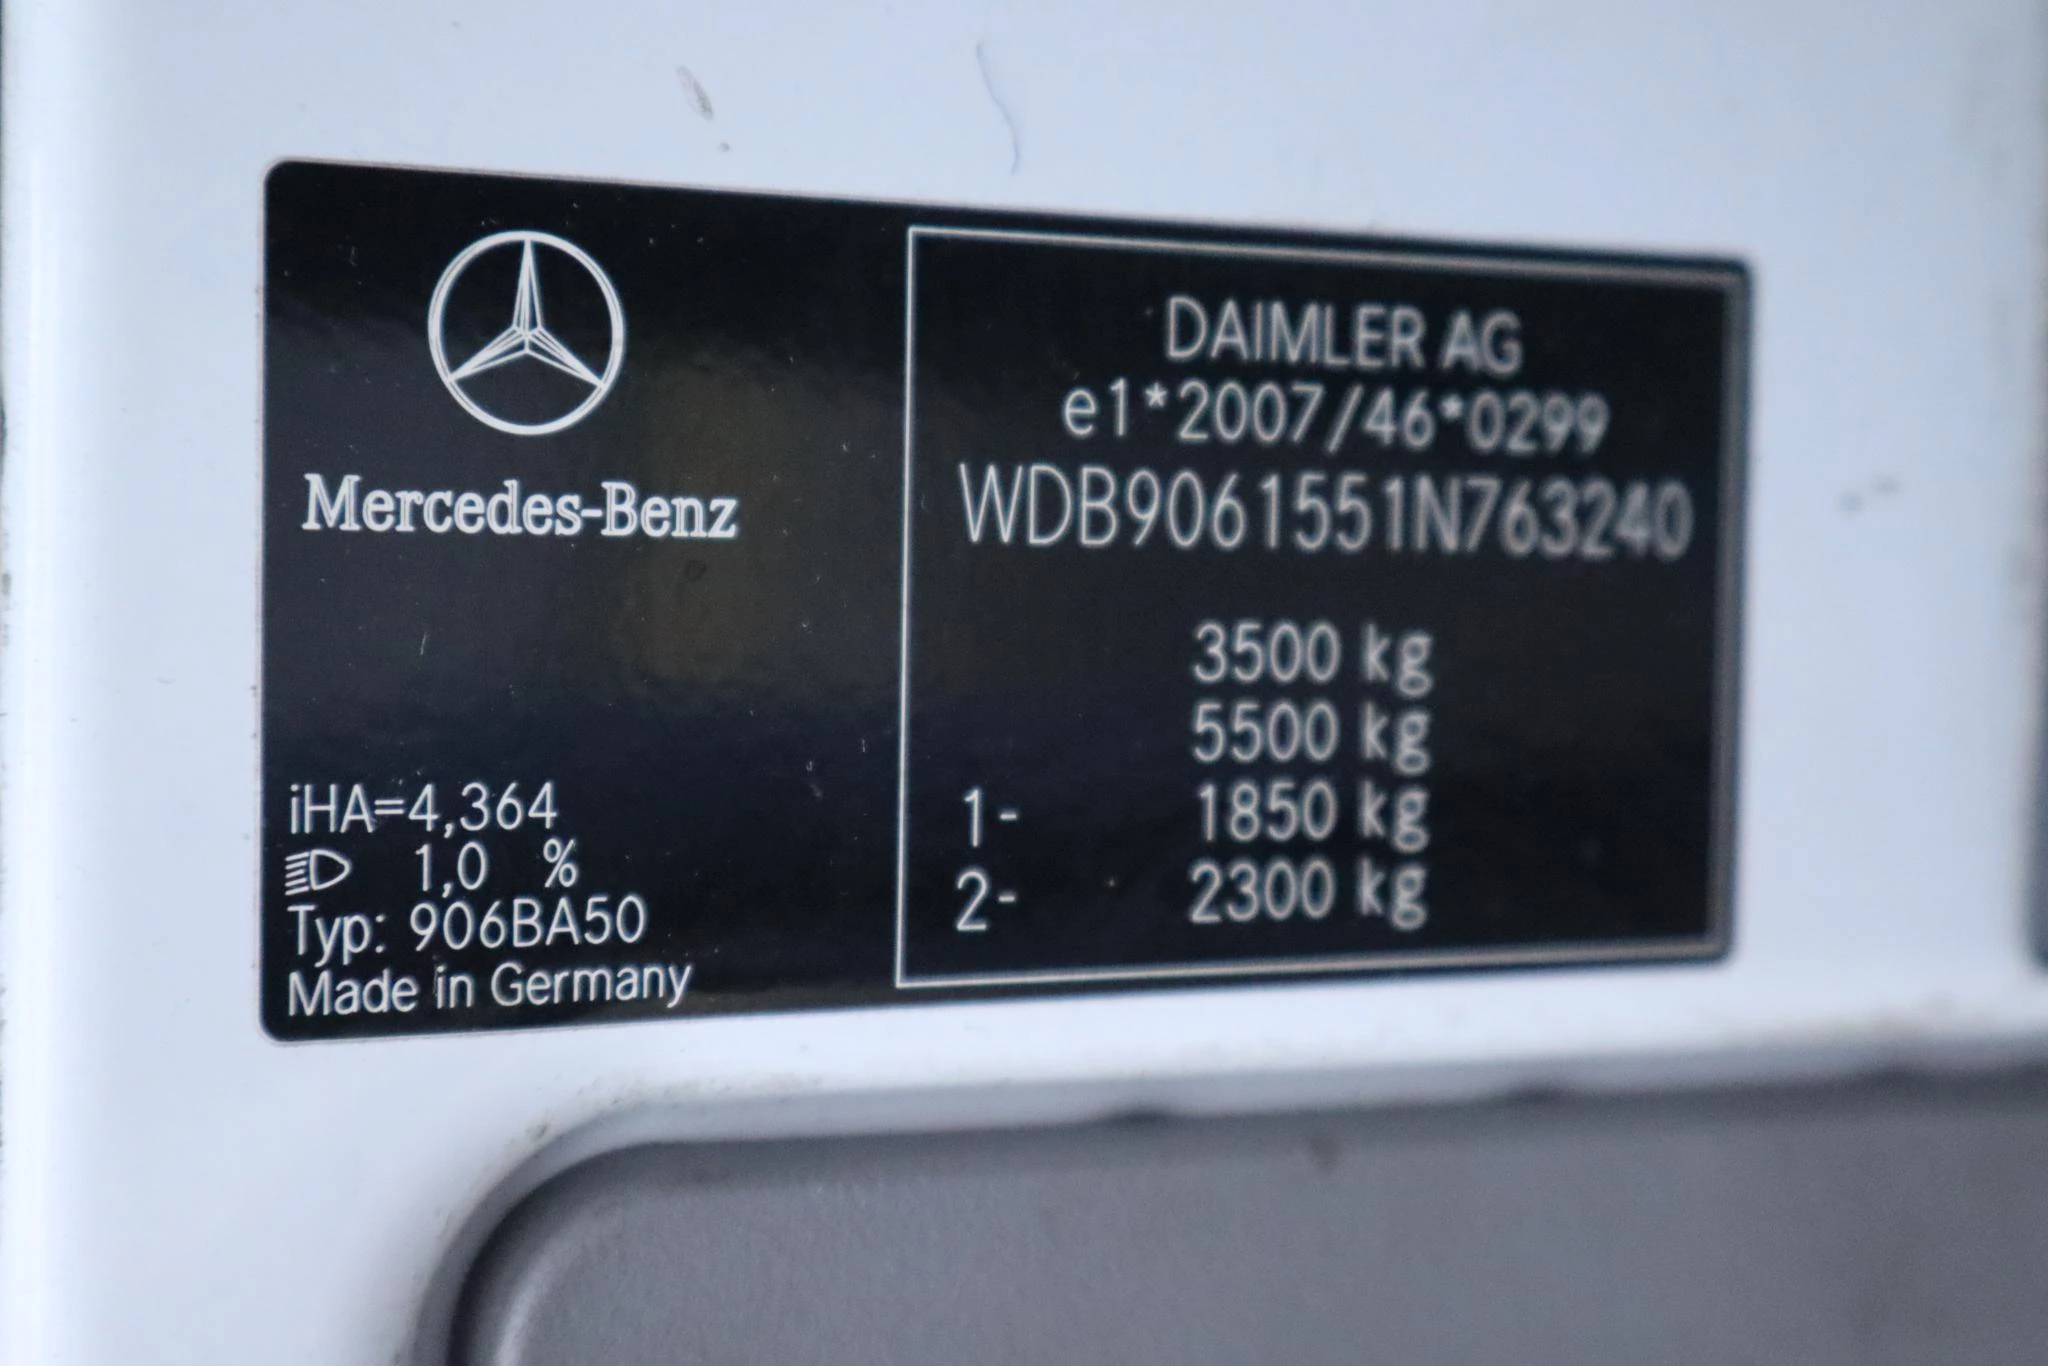 Mercedes-Benz
iHA=4,364
1,0 %
Typ: 906BA50
Made in Germany
DAIMLER AG
e1*2007/46*0299
WDB9061551N763240
3500 kg
5500 kg
1- 1850 kg
2- 2300 kg